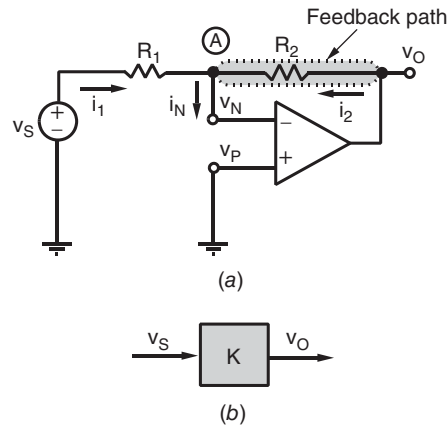 Feedback path
A
R1
R2
vO
i1
iN
vN
i2
vS
+
−
−
+
vP
(a)
vS
vO
K
(b)